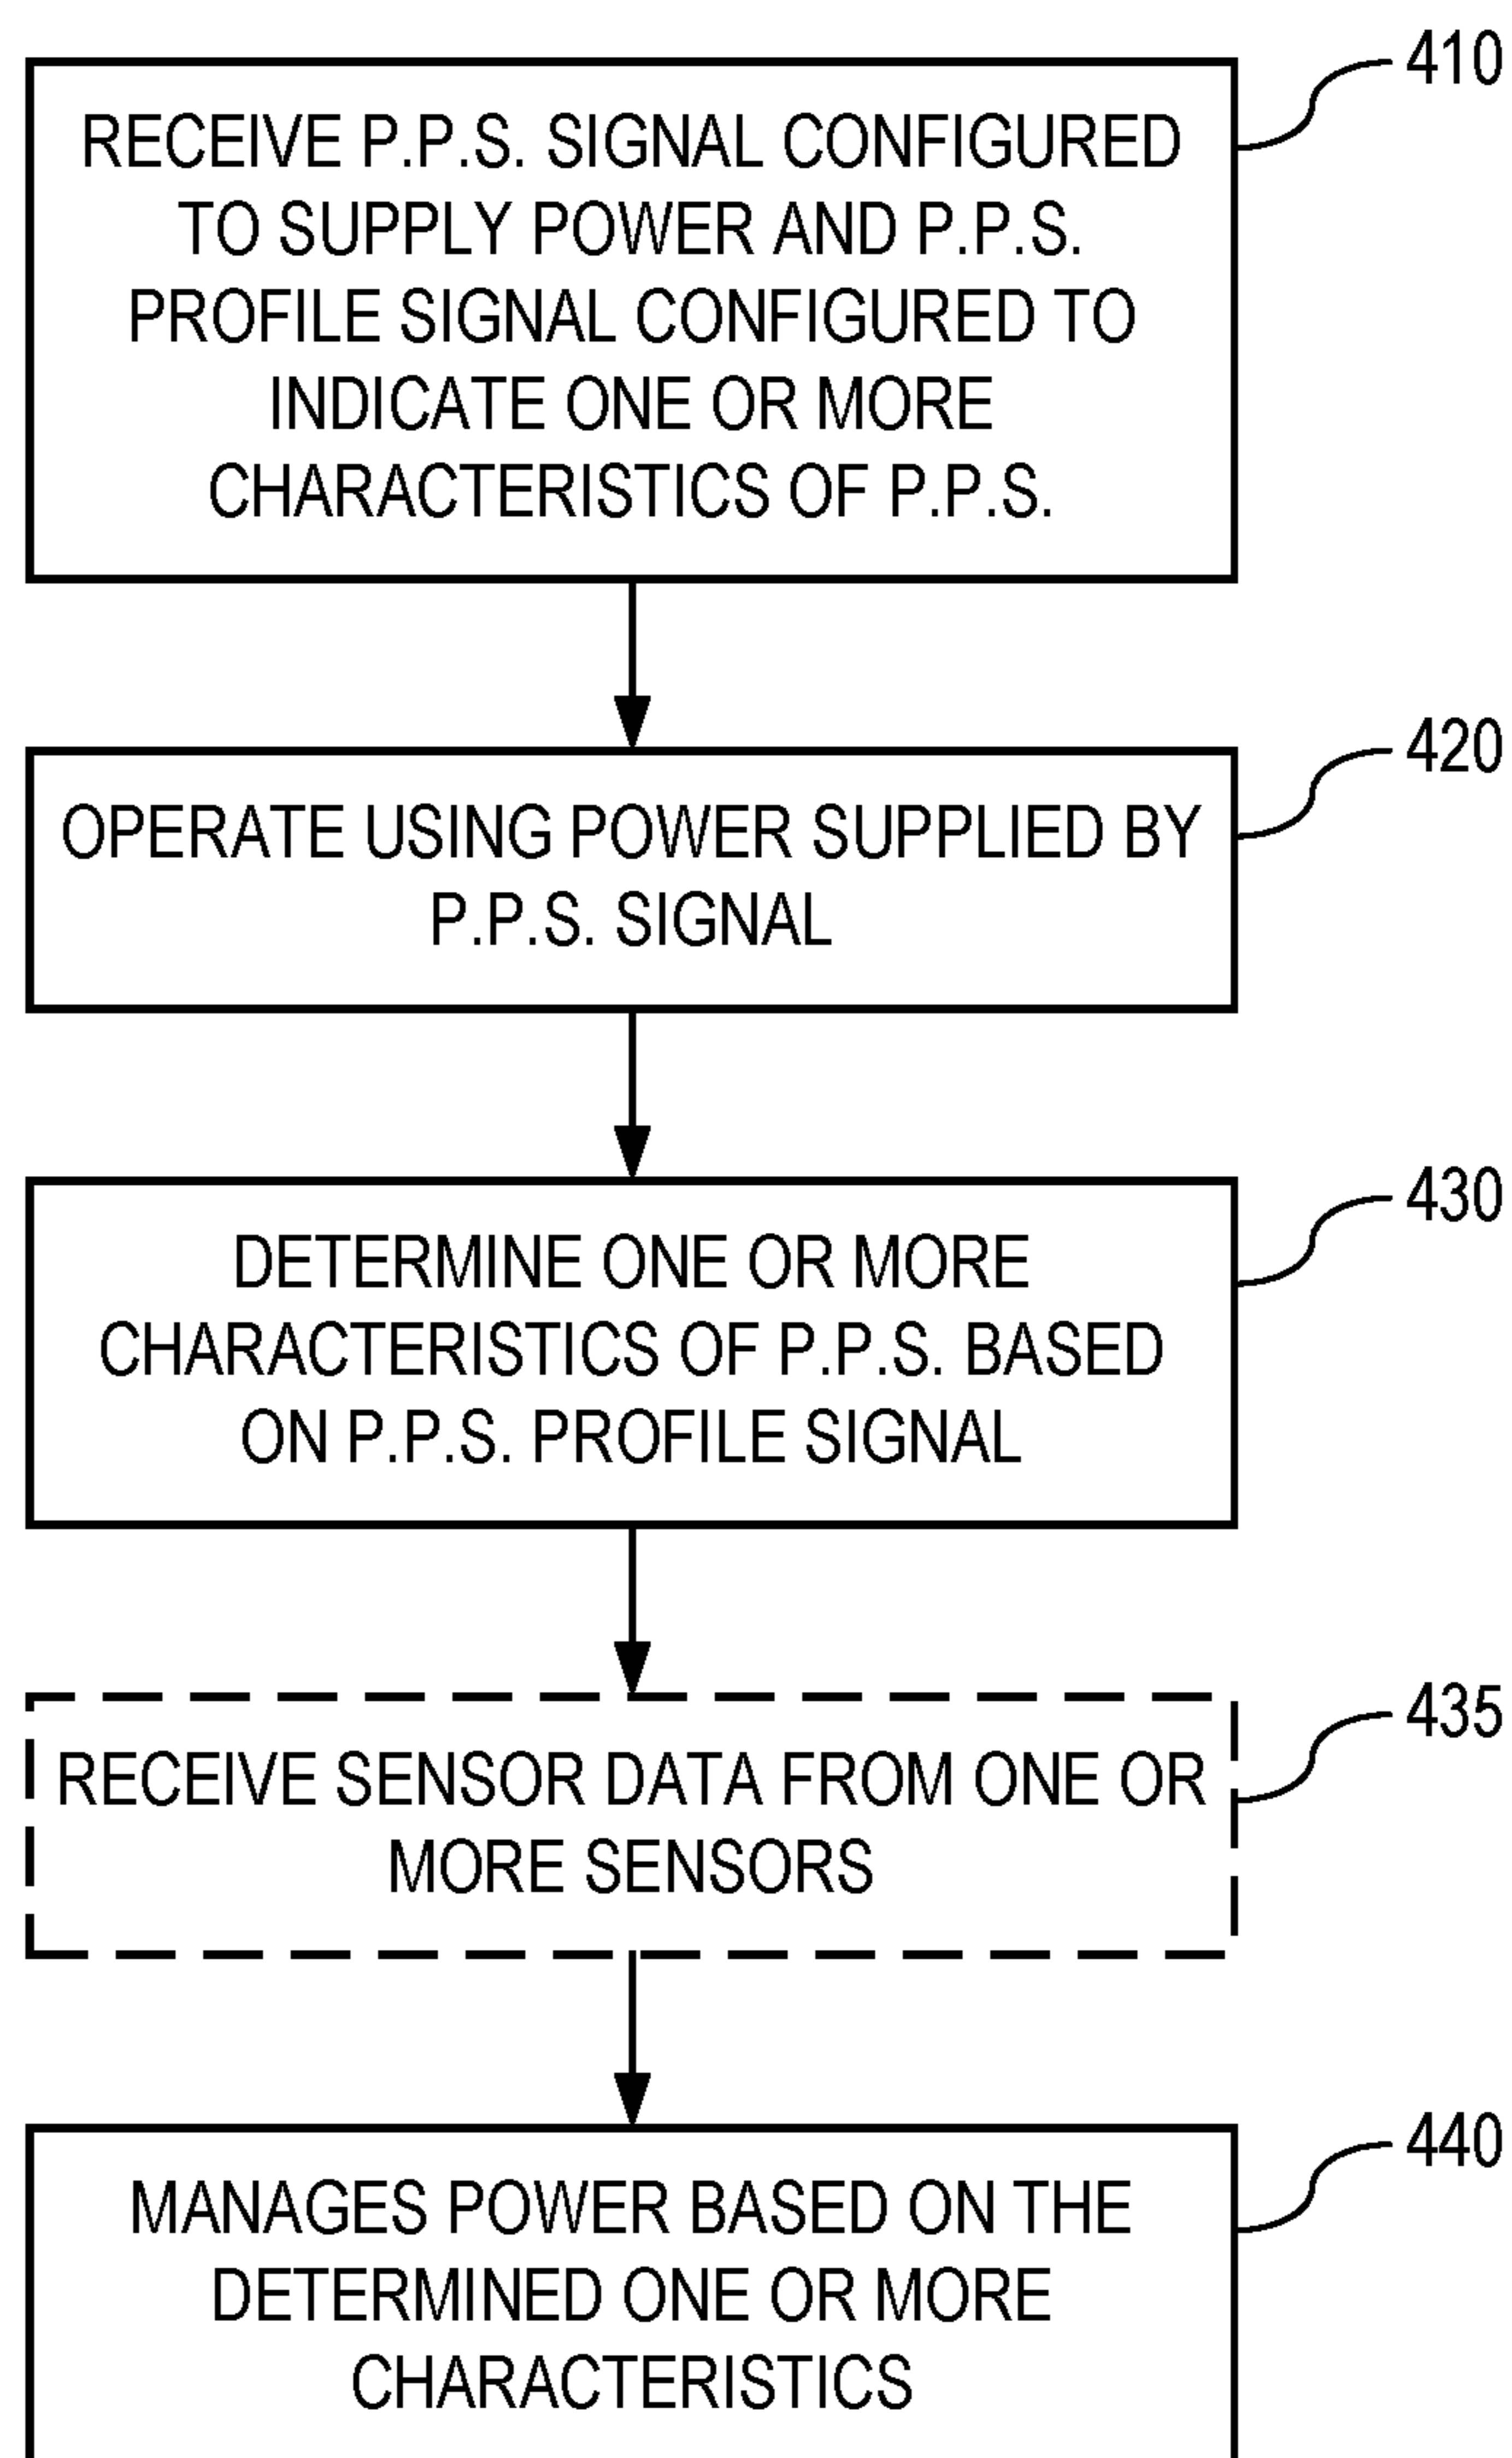 410
RECEIVE P.P.S. SIGNAL CONFIGURED
TO SUPPLY POWER AND P.P.S.
PROFILE SIGNAL CONFIGURED TO
INDICATE ONE OR MORE
CHARACTERISTICS OF P.P.S.
420
OPERATE USING POWER SUPPLIED BY
P.P.S. SIGNAL
430
DETERMINE ONE OR MORE
CHARACTERISTICS OF P.P.S. BASED
ON P.P.S. PROFILE SIGNAL
435
RECEIVE SENSOR DATA FROM ONE OR
MORE SENSORS
440
MANAGES POWER BASED ON THE
DETERMINED ONE OR MORE
CHARACTERISTICS